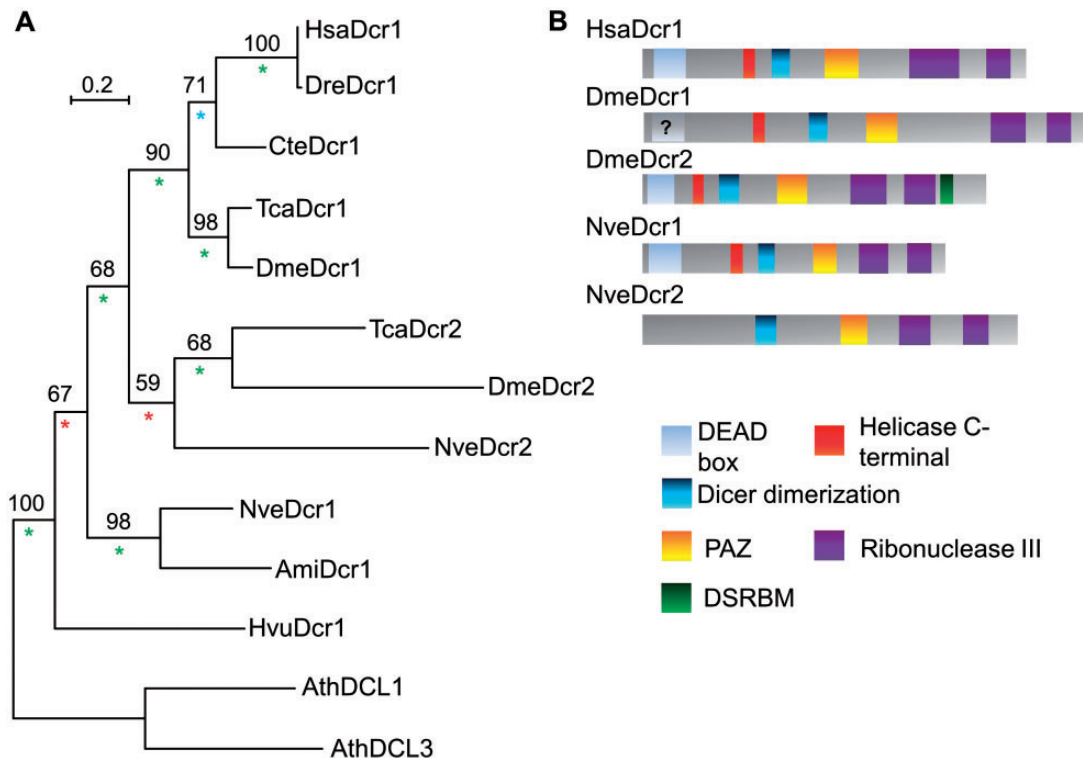 A
0.2
HsaDcr1
100
*
DreDcr1
71
*
CteDcr1
90
*
TcaDcr1
98
*
DmeDcr1
68
*
TcaDcr2
68
*
59
*
DmeDcr2
67
*
NveDcr2
NveDcr1
98
*
100
*
AmiDcr1
HvuDcr1
AthDCL1
AthDCL3
B
HsaDcr1
DmeDcr1
?
DmeDcr2
NveDcr1
NveDcr2
DEAD
box
Helicase C-
terminal
Dicer dimerization
PAZ
Ribonuclease III
DSRBM